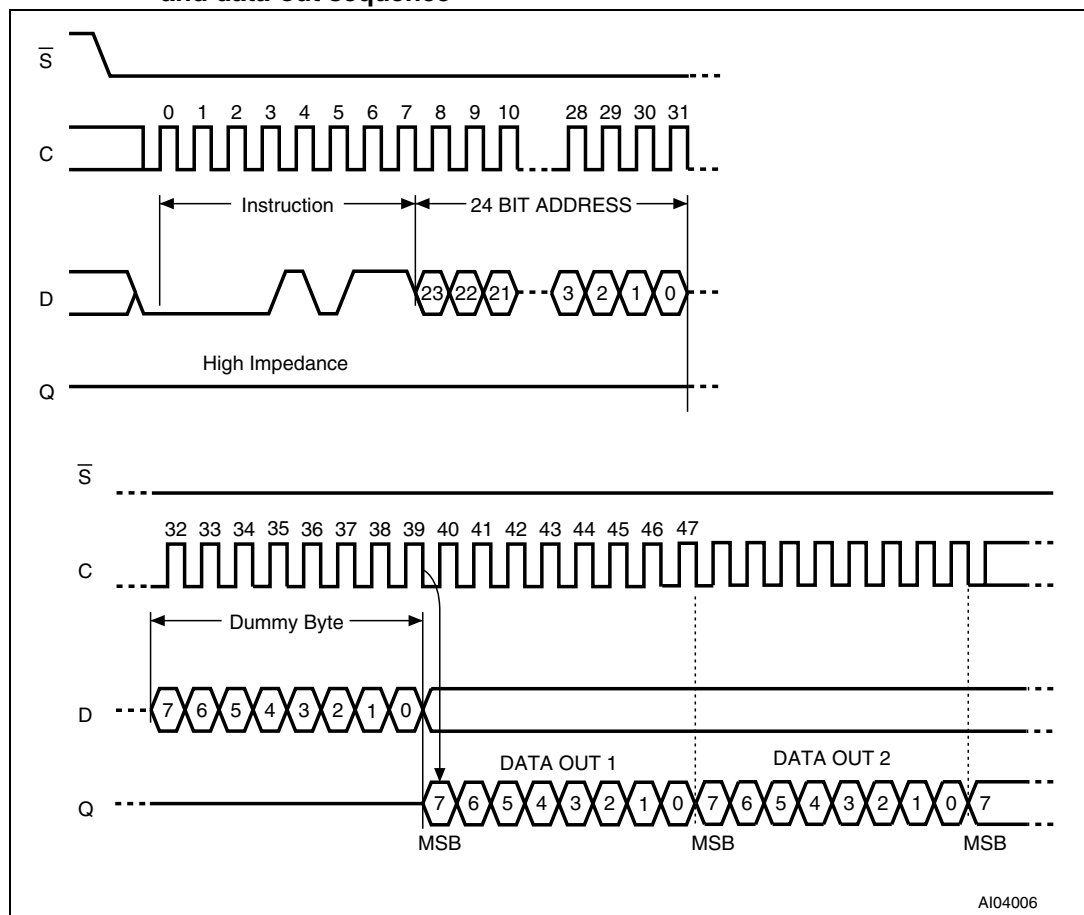 and data-out sequence
S
0 1 2 3 4 5 6 7 8 9 10 28 29 30 31
C
Instruction 24 BIT ADDRESS
D 23 22 21 3 2 1 0
High Impedance
Q
S
32 33 34 35 36 37 38 39 40 41 42 43 44 45 46 47
C
Dummy Byte
D 7 6 5 4 3 2 1 0
DATA OUT 1 DATA OUT 2
Q 7 6 5 4 3 2 1 0 7 6 5 4 3 2 1 0 7
MSB MSB MSB
AI04006